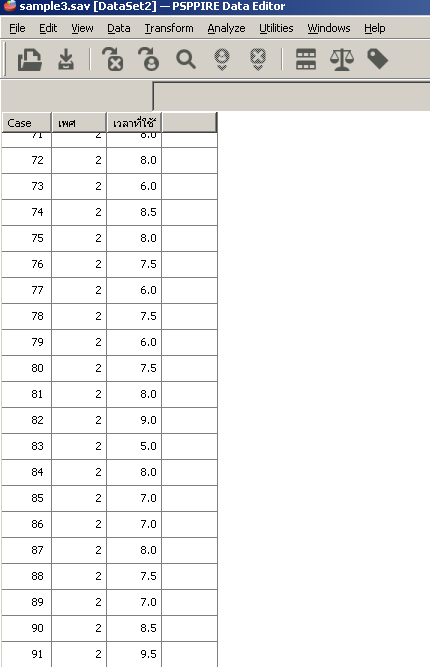 sample3.sav [DataSet2] — PSPPIRE Data Editor
File Edit View Data Transform Analyze Utilities Windows Help
Case เพศ เวลาที่ใช้
71 2 8.0
72 2 8.0
73 2 6.0
74 2 8.5
75 2 8.0
76 2 7.5
77 2 6.0
78 2 7.5
79 2 6.0
80 2 7.5
81 2 8.0
82 2 9.0
83 2 5.0
84 2 8.0
85 2 7.0
86 2 7.0
87 2 8.0
88 2 7.5
89 2 7.0
90 2 8.5
91 2 9.5